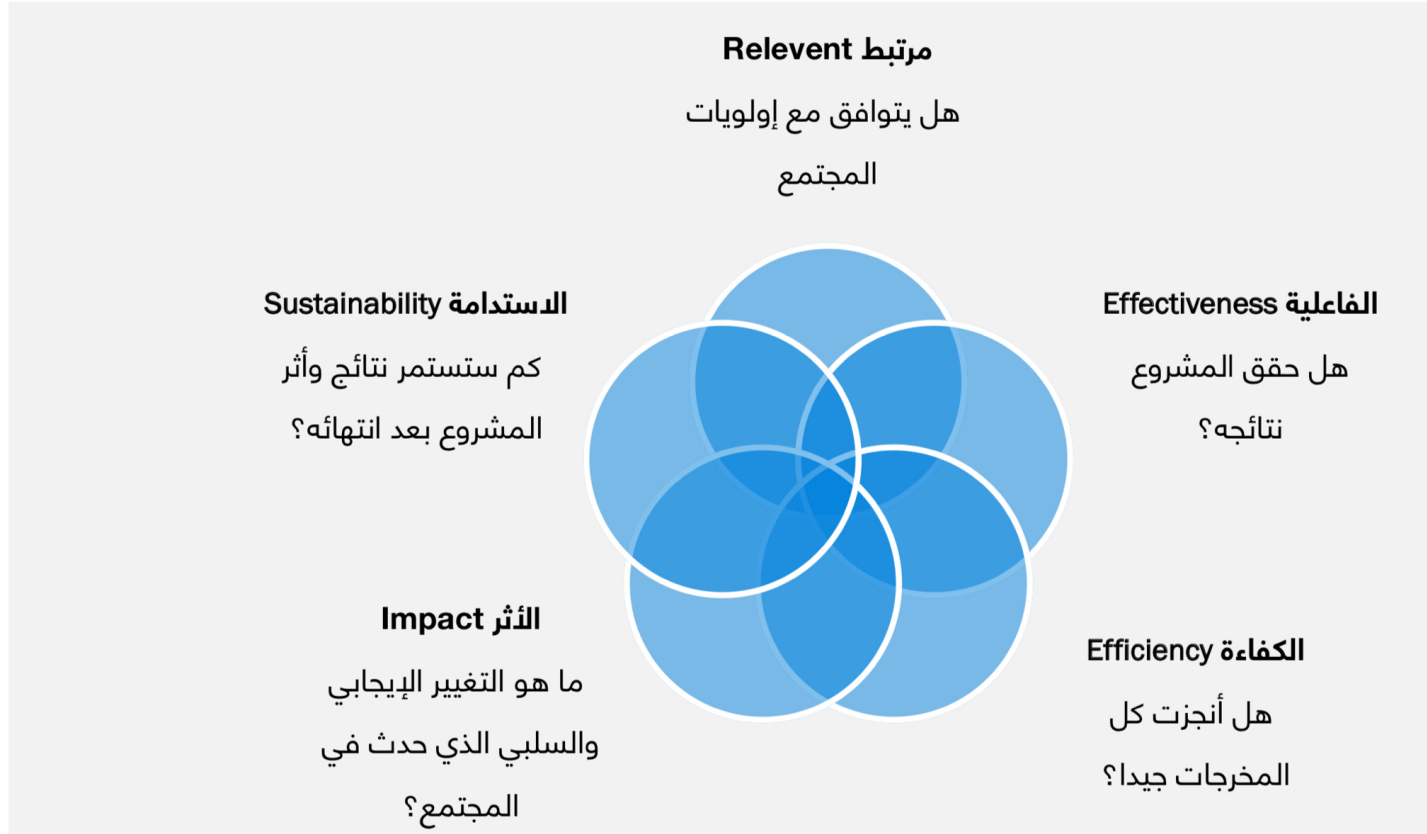 مرتبط Relevent
هل يتوافق مع إولويات
المجتمع
الفاعلية Effectiveness
هل حقق المشروع
نتائجه؟
الكفاءة Efficiency
هل أنجزت كل
المخرجات جيدا؟
الأثر Impact
ما هو التغيير الإيجابي
والسلبي الذي حدث في
المجتمع؟
الاستدامة Sustainability
كم ستستمر نتائج وأثر
المشروع بعد انتهائه؟